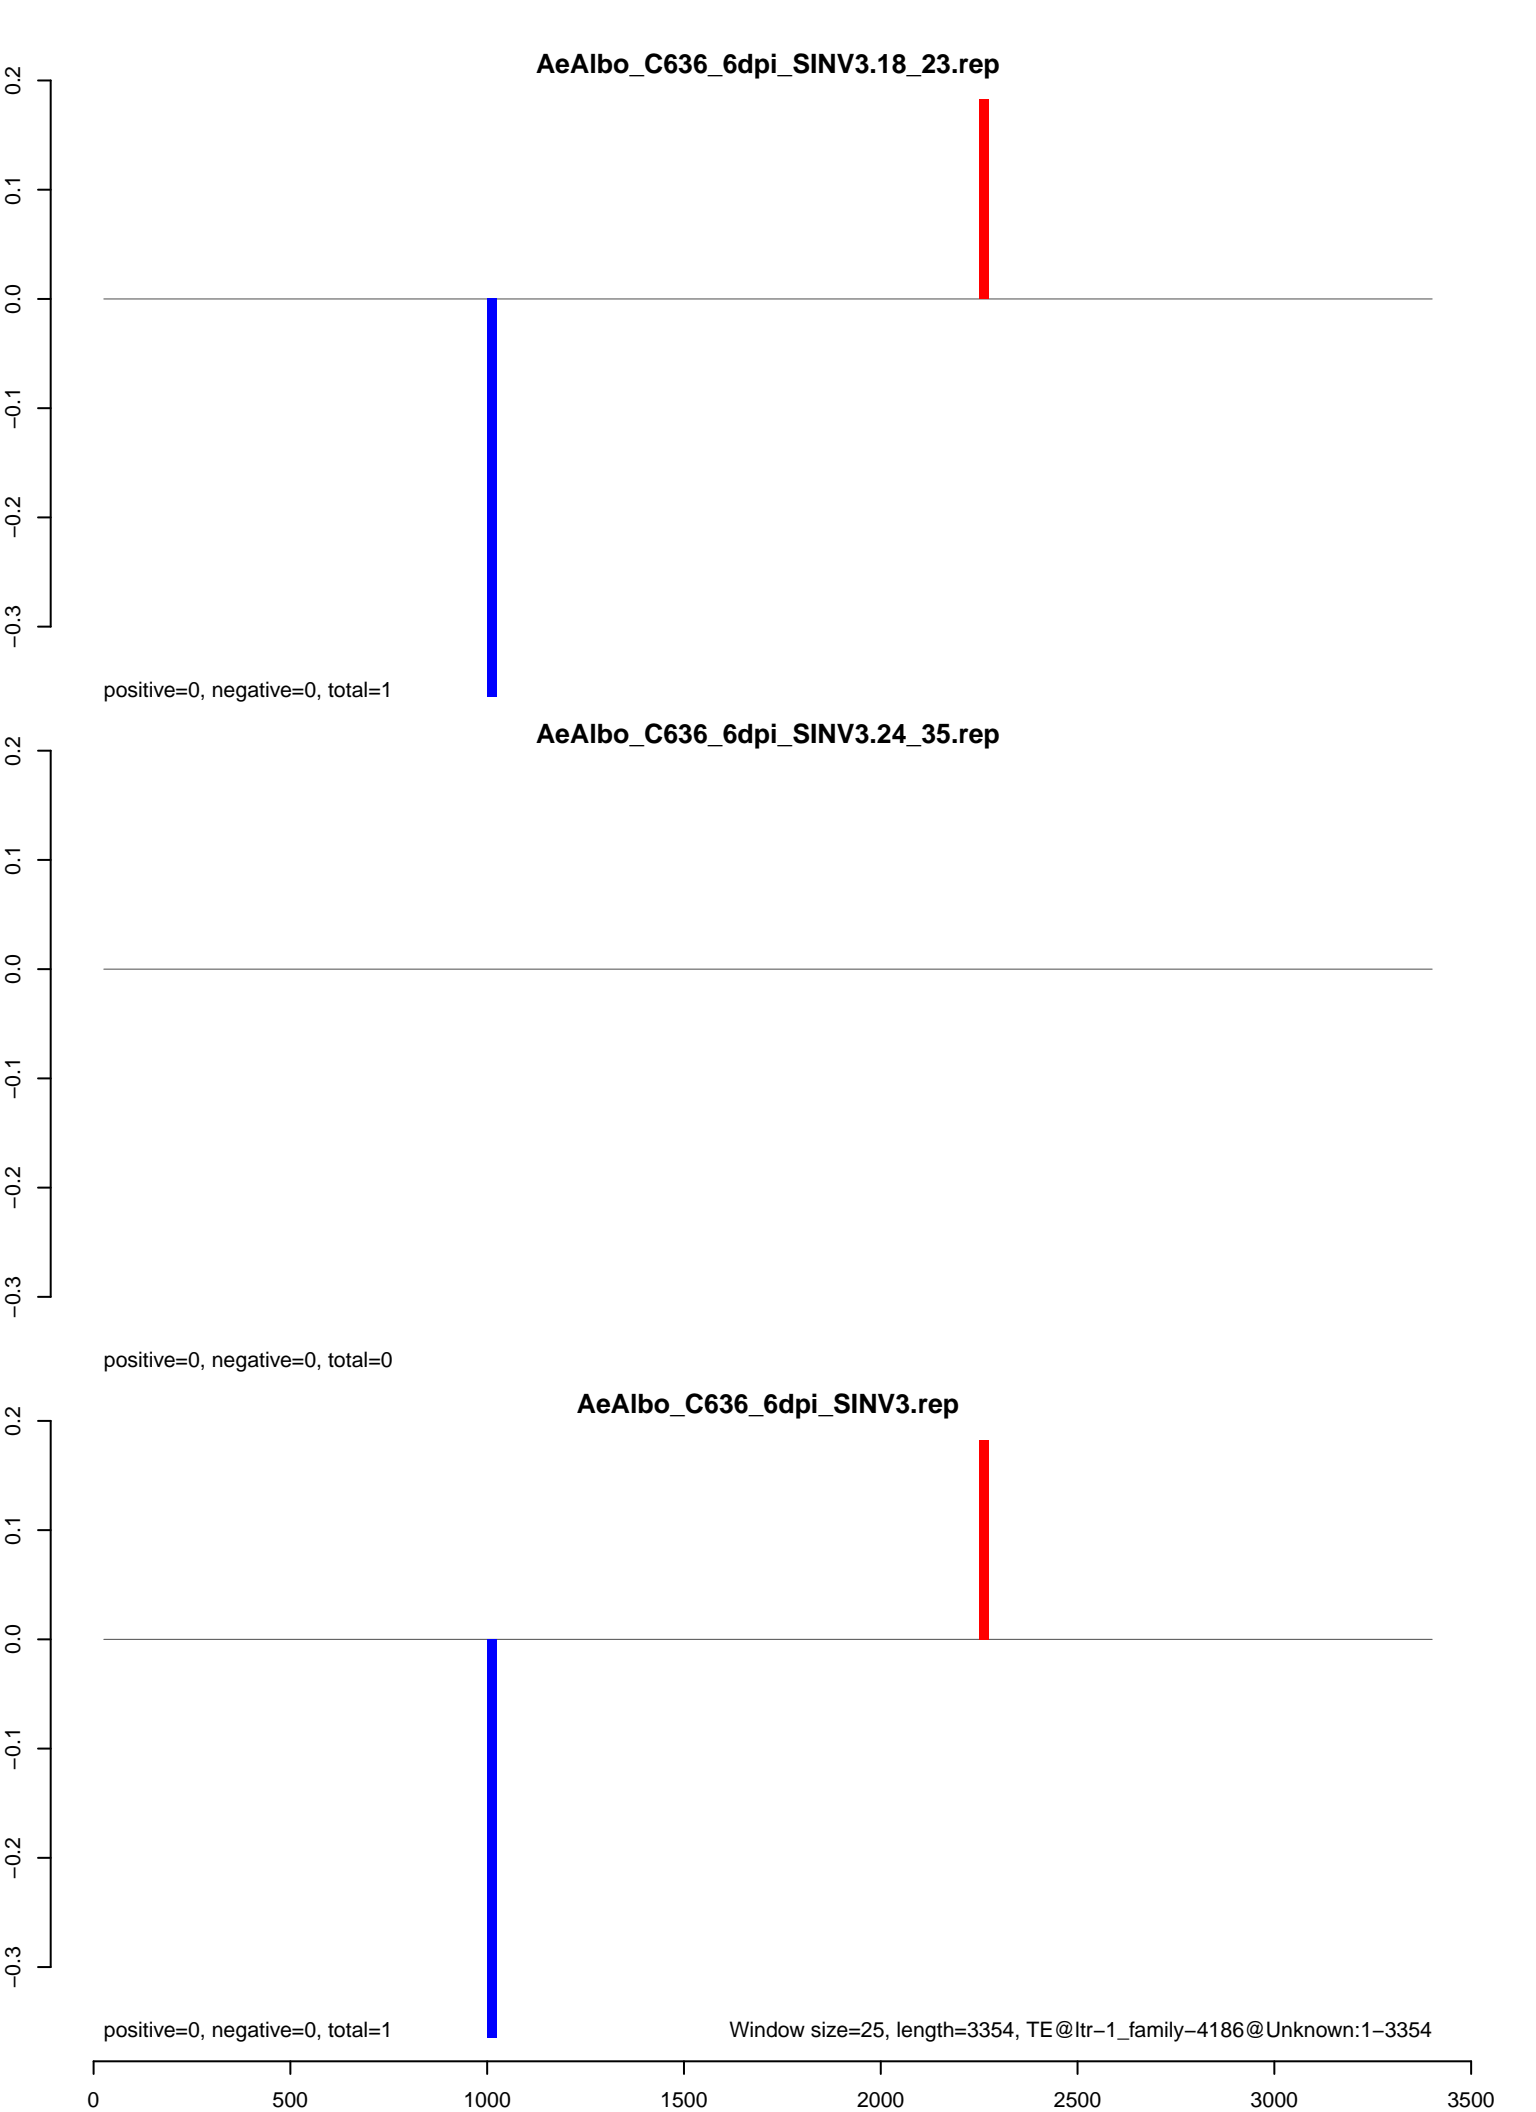 AeAlbo_C636_6dpi_SINV3.18_23.rep
0.2
0.1
0.0
−0.1
−0.2
−0.3
positive=0, negative=0, total=1
AeAlbo_C636_6dpi_SINV3.24_35.rep
0.2
0.1
0.0
−0.1
−0.2
−0.3
positive=0, negative=0, total=0
AeAlbo_C636_6dpi_SINV3.rep
0.2
0.1
0.0
−0.1
−0.2
−0.3
positive=0, negative=0, total=1
Window size=25, length=3354, TE@ltr−1_family−4186@Unknown:1−3354
0 500 1000 1500 2000 2500 3000 3500